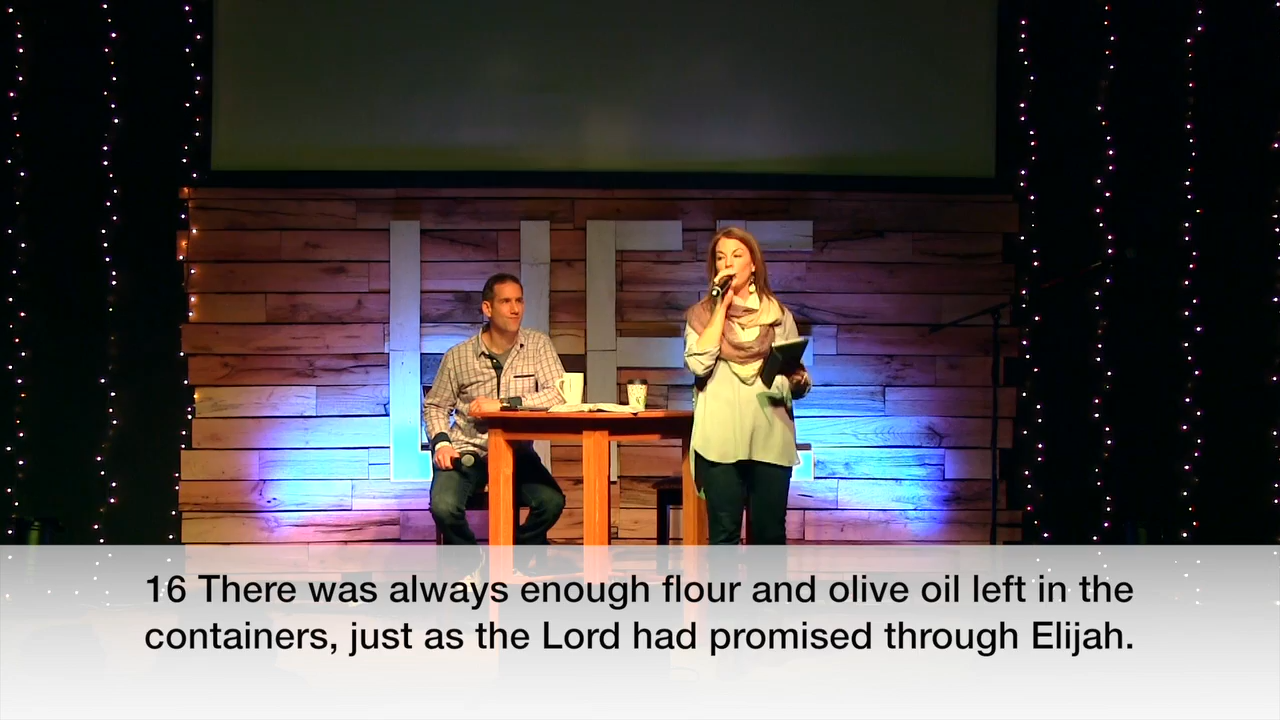 LIFE
16 There was always enough flour and olive oil left in the
containers, just as the Lord had promised through Elijah.